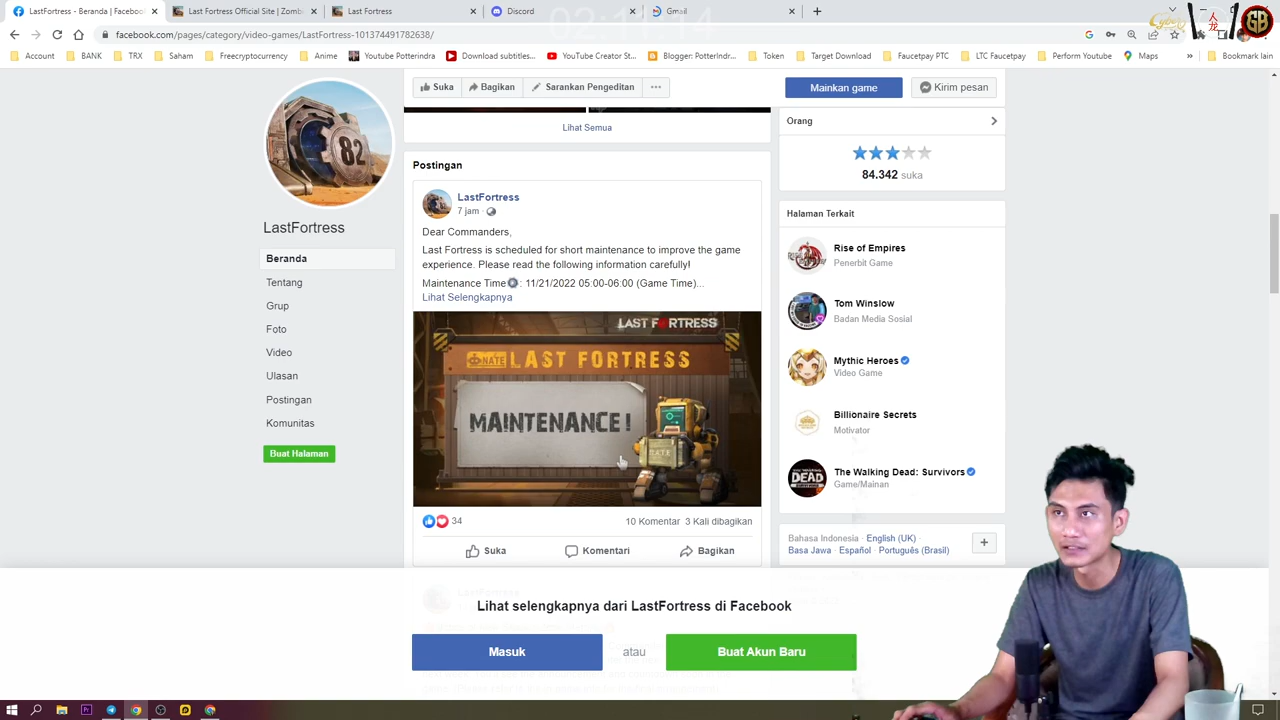 LastFortress - Beranda | Facebook
Last Fortress Official Site | Zomb
Last Fortress
Discord
Gmail
facebook.com/pages/category/video-games/LastFortress-101374491782638/
Account
BANK
TRX
Saham
Freecryptocurrency
Anime
Youtube Potterindra
Download subtitles...
YouTube Creator St...
Blogger: PotterIndr...
Token
Target Download
Faucetpay PTC
LTC Faucetpay
Perform Youtube
Maps
»
Bookmark lain
GB
Suka
Bagikan
Sarankan Pengeditan
Mainkan game
Kirim pesan
82
LastFortress
Beranda
Tentang
Grup
Foto
Video
Ulasan
Postingan
Komunitas
Buat Halaman
Lihat Semua
Postingan
LastFortress
7 jam ·
Dear Commanders,
Last Fortress is scheduled for short maintenance to improve the game
experience. Please read the following information carefully!
Maintenance Time : 11/21/2022 05:00-06:00 (Game Time)...
Lihat Selengkapnya
LAST FORTRESS
NATE LAST FORTRESS
MAINTENANCE!
34
10 Komentar 3 Kali dibagikan
Suka
Komentari
Bagikan
Orang
84.342 suka
Halaman Terkait
Rise of Empires
Penerbit Game
Tom Winslow
Badan Media Sosial
Mythic Heroes
Video Game
Billionaire Secrets
Motivator
The Walking Dead: Survivors
Game/Mainan
Bahasa Indonesia · English (UK) ·
Basa Jawa · Español · Português (Brasil)
Lihat selengkapnya dari LastFortress di Facebook
Masuk
atau
Buat Akun Baru